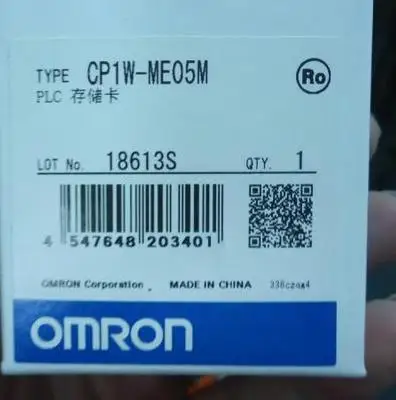 TYPE CP1W-ME05M Ro
PLC 存储卡
LOT No. 18613S QTY. 1
4 547648 203401
OMRON Corporation MADE IN CHINA
OMRON